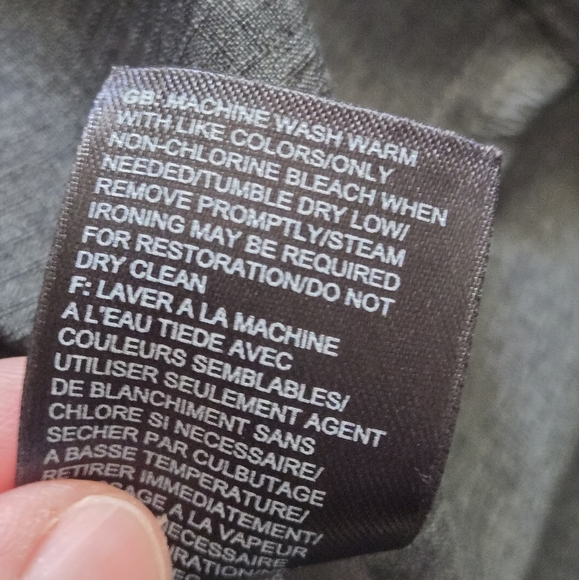 GB: MACHINE WASH WARM
WITH LIKE COLORS/ONLY
NON-CHLORINE BLEACH WHEN
NEEDED/TUMBLE DRY LOW/
REMOVE PROMPTLY/STEAM
IRONING MAY BE REQUIRED
FOR RESTORATION/DO NOT
DRY CLEAN
F: LAVER A LA MACHINE
A L'EAU TIEDE AVEC
COULEURS SEMBLABLES/
UTILISER SEULEMENT AGENT
DE BLANCHIMENT SANS
CHLORE SI NECESSAIRE/
SECHER PAR CULBUTAGE
A BASSE TEMPERATURE/
RETIRER IMMEDIATEMENT/
A LA VAPEUR